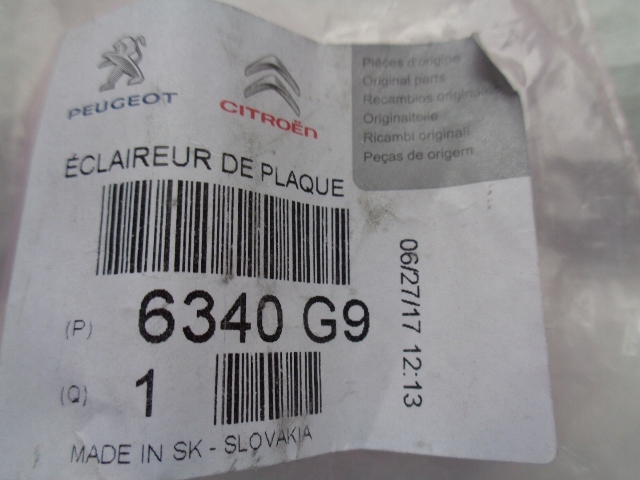 PEUGEOT
CITROËN
Pièces d'origine
Original parts
Recambios originales
Originalteile
Ricambi originali
Peças de origem
ÉCLAIREUR DE PLAQUE
(P) 6340 G9
(Q) 1
06/27/17 12:13
MADE IN SK - SLOVAKIA